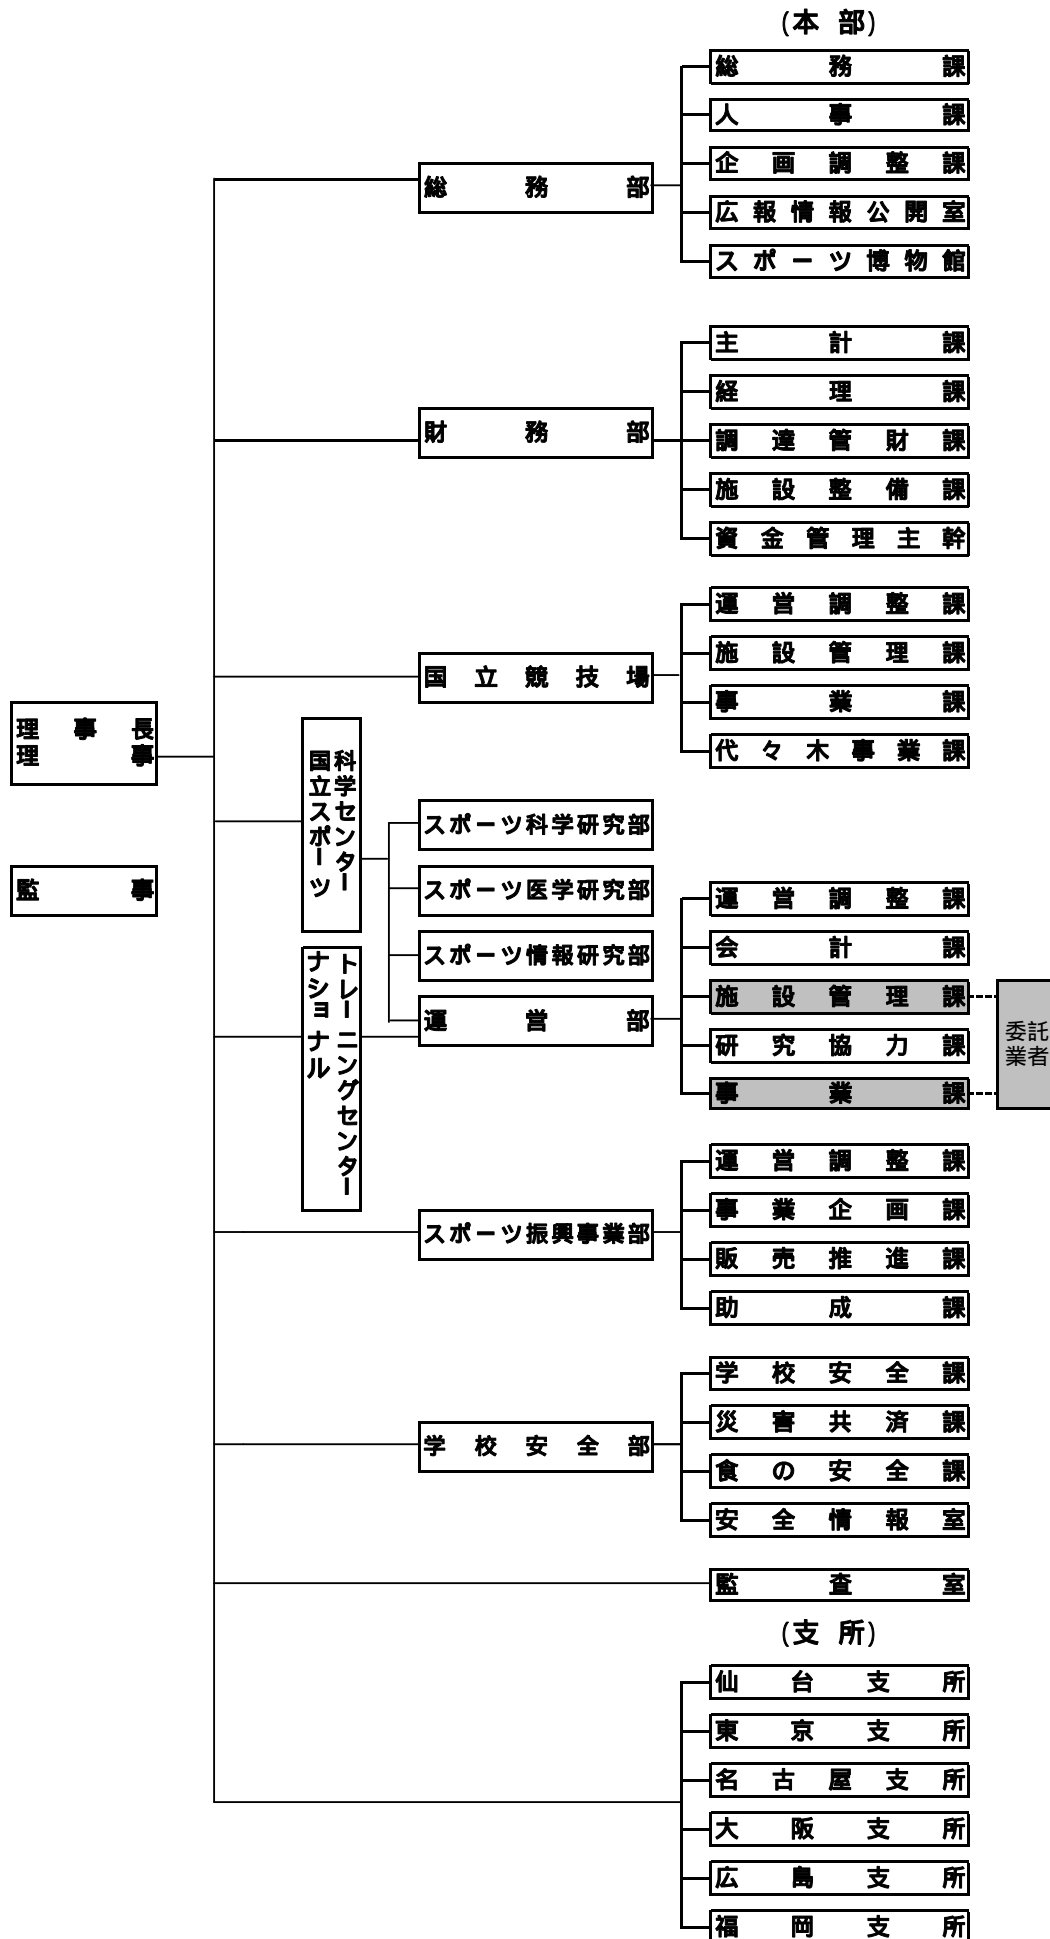 (本 部)
総務課
人事課
企画調整課
総務部
広報情報公開室
スポーツ博物館
主計課
経理課
財務部
調達管財課
施設整備課
資金管理主幹
運営調整課
施設管理課
国立競技場
事業課
代々木事業課
理事長
理事
監事
国立スポーツ
科学センター
スポーツ科学研究部
スポーツ医学研究部
スポーツ情報研究部
運営部
ナショナル
トレーニングセンター
運営調整課
会計課
施設管理課
研究協力課
事業課
委託
業者
運営調整課
事業企画課
スポーツ振興事業部
販売推進課
助成課
学校安全課
災害共済課
学校安全部
食の安全課
安全情報室
監査室
(支 所)
仙台支所
東京支所
名古屋支所
大阪支所
広島支所
福岡支所